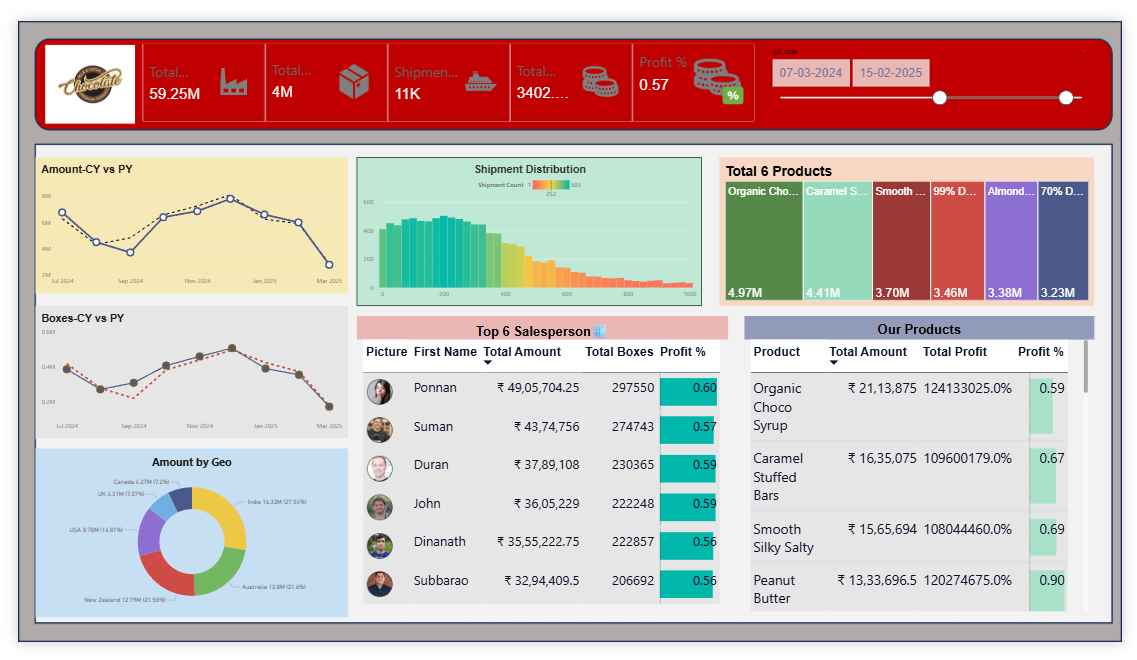 Chocolate
Total...
59.25M
Total...
4M
Shipmen...
11K
Total...
3402....
Profit %
0.57
%
07-03-2024
15-02-2025
Amount-CY vs PY
8M
6M
4M
2M
Jul 2024
Sep 2024
Nov 2024
Jan 2025
Mar 2025
Shipment Distribution
Shipment Count 1 503
252
600
400
200
0
0
200
400
600
800
1000
Total 6 Products
Organic Cho...
Caramel S...
Smooth ...
99% D...
Almond...
70% D...
4.97M
4.41M
3.70M
3.46M
3.38M
3.23M
Boxes-CY vs PY
0.6M
0.4M
0.2M
Jul 2024
Sep 2024
Nov 2024
Jan 2025
Mar 2025
Amount by Geo
Canada 4.27M (7.2%)
UK 4.31M (7.27%)
USA 8.78M (14.81%)
India 16.32M (27.54%)
Australia 12.8M (21.6%)
New Zealand 12.79M (21.58%)
Top 6 Salesperson
Picture First Name Total Amount Total Boxes Profit %
Ponnan ₹ 49,05,704.25 297550 0.60
Suman ₹ 43,74,756 274743 0.57
Duran ₹ 37,89,108 230365 0.59
John ₹ 36,05,229 222248 0.59
Dinanath ₹ 35,55,222.75 222857 0.56
Subbarao ₹ 32,94,409.5 206692 0.56
Our Products
Product Total Amount Total Profit Profit %
Organic ₹ 21,13,875 124133025.0% 0.59
Choco
Syrup
Caramel ₹ 16,35,075 109600179.0% 0.67
Stuffed
Bars
Smooth ₹ 15,65,694 108044460.0% 0.69
Silky Salty
Peanut ₹ 13,33,696.5 120274675.0% 0.90
Butter